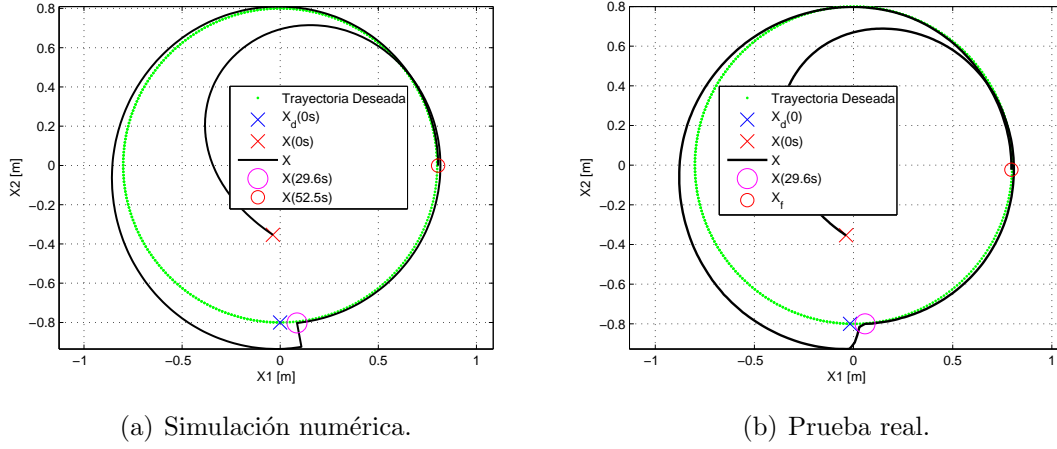 0.8
0.6
0.4
0.2
0
−0.2
−0.4
−0.6
−0.8
X2 [m]
−1
−0.5
0
0.5
1
X1 [m]
Trayectoria Deseada
X_d(0s)
X(0s)
X
X(29.6s)
X(52.5s)
(a) Simulación numérica.
0.8
0.6
0.4
0.2
0
−0.2
−0.4
−0.6
−0.8
X2 [m]
−1
−0.5
0
0.5
1
X1 [m]
Trayectoria Deseada
X_d(0)
X(0s)
X
X(29.6s)
X_f
(b) Prueba real.